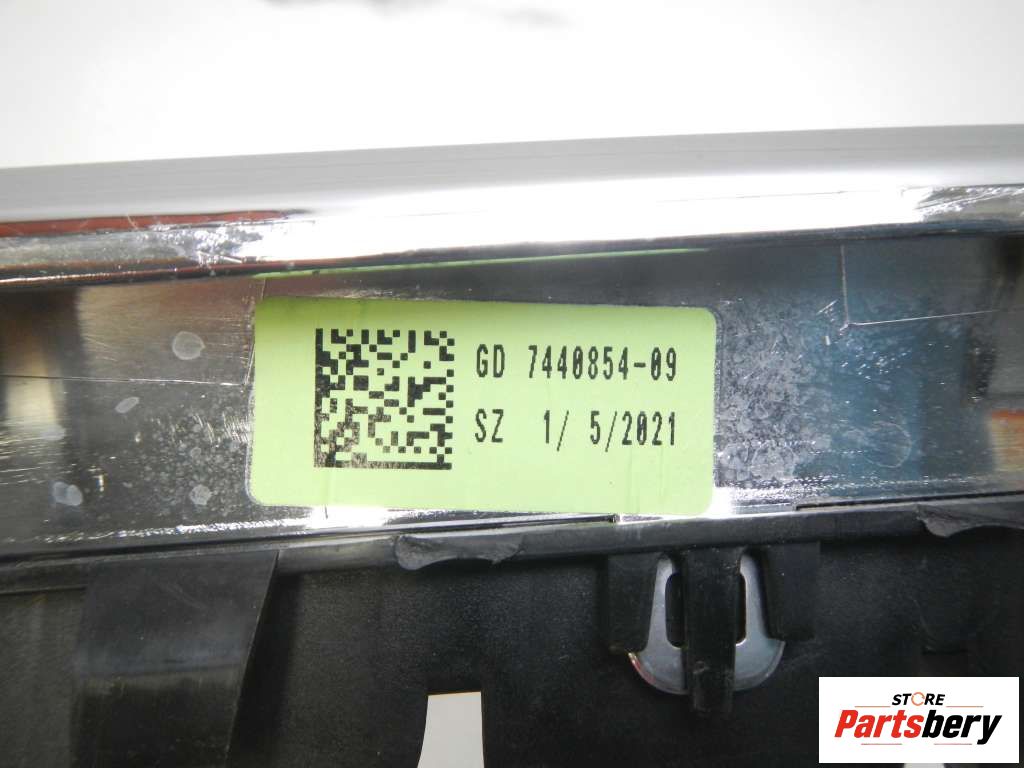 GD 7440854-09
SZ 1/ 5/2021
STORE
Partsbery